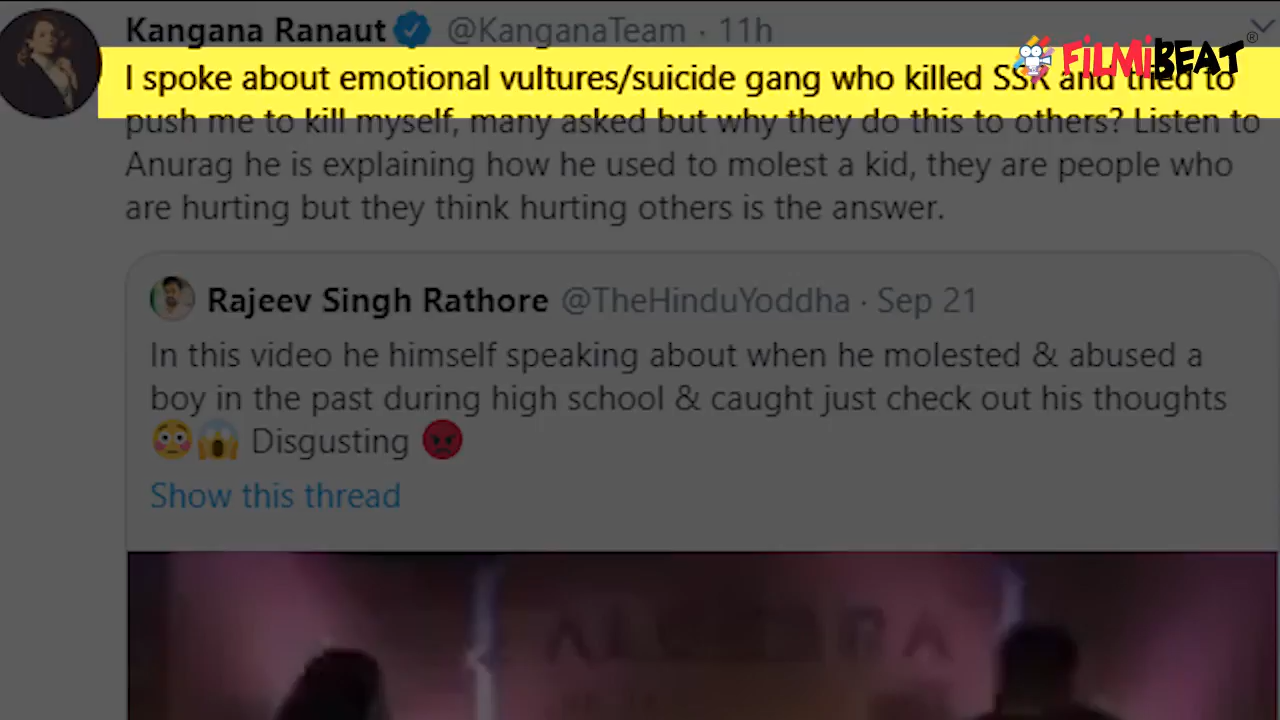 Kangana Ranaut @KanganaTeam · 11h
FILMIBEAT®
I spoke about emotional vultures/suicide gang who killed SSR and tried to
push me to kill myself, many asked but why they do this to others? Listen to
Anurag he is explaining how he used to molest a kid, they are people who
are hurting but they think hurting others is the answer.
Rajeev Singh Rathore @TheHinduYoddha · Sep 21
In this video he himself speaking about when he molested & abused a
boy in the past during high school & caught just check out his thoughts
😳😱 Disgusting 😡
Show this thread